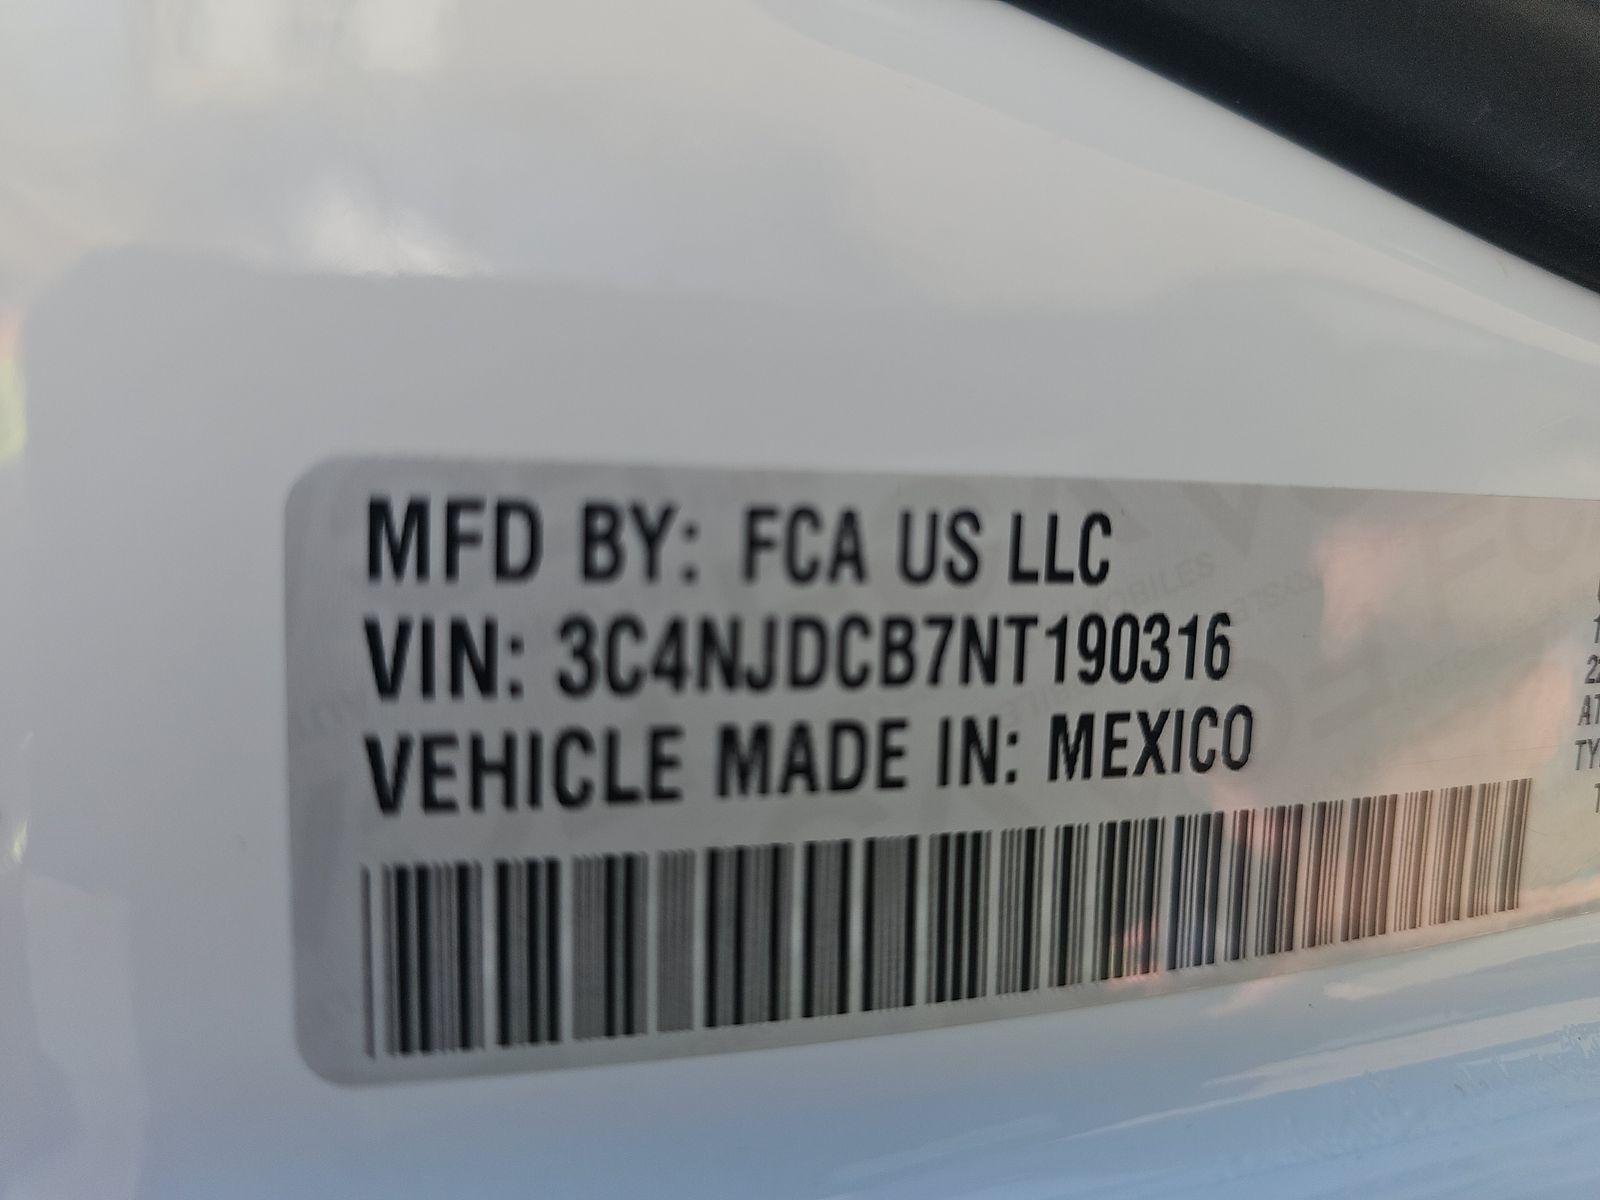 MFD BY: FCA US LLC
VIN: 3C4NJDCB7NT190316
VEHICLE MADE IN: MEXICO